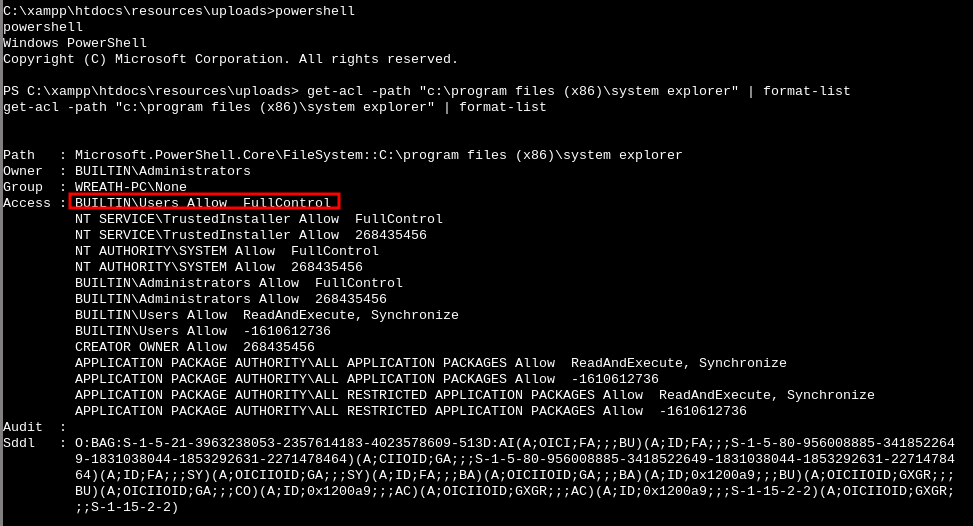 C:\xampp\htdocs\resources\uploads>powershell
powershell
Windows PowerShell
Copyright (C) Microsoft Corporation. All rights reserved.
PS C:\xampp\htdocs\resources\uploads> get-acl -path "c:\program files (x86)\system explorer" | format-list
get-acl -path "c:\program files (x86)\system explorer" | format-list
Path   : Microsoft.PowerShell.Core\FileSystem::C:\program files (x86)\system explorer
Owner  : BUILTIN\Administrators
Group  : WREATH-PC\None
Access : BUILTIN\Users Allow  FullControl
         NT SERVICE\TrustedInstaller Allow  FullControl
         NT SERVICE\TrustedInstaller Allow  268435456
         NT AUTHORITY\SYSTEM Allow  FullControl
         NT AUTHORITY\SYSTEM Allow  268435456
         BUILTIN\Administrators Allow  FullControl
         BUILTIN\Administrators Allow  268435456
         BUILTIN\Users Allow  ReadAndExecute, Synchronize
         BUILTIN\Users Allow  -1610612736
         CREATOR OWNER Allow  268435456
         APPLICATION PACKAGE AUTHORITY\ALL APPLICATION PACKAGES Allow  ReadAndExecute, Synchronize
         APPLICATION PACKAGE AUTHORITY\ALL APPLICATION PACKAGES Allow  -1610612736
         APPLICATION PACKAGE AUTHORITY\ALL RESTRICTED APPLICATION PACKAGES Allow  ReadAndExecute, Synchronize
         APPLICATION PACKAGE AUTHORITY\ALL RESTRICTED APPLICATION PACKAGES Allow  -1610612736
Audit  :
Sddl   : O:BAG:S-1-5-21-3963238053-2357614183-4023578609-513D:AI(A;OICI;FA;;;BU)(A;ID;FA;;;S-1-5-80-956008885-341852264
         9-1831038044-1853292631-2271478464)(A;CIIOID;GA;;;S-1-5-80-956008885-3418522649-1831038044-1853292631-22714784
         64)(A;ID;FA;;;SY)(A;OICIIOID;GA;;;SY)(A;ID;FA;;;BA)(A;OICIIOID;GA;;;BA)(A;ID;0x1200a9;;;BU)(A;OICIIOID;GXGR;;;
         BU)(A;OICIIOID;GA;;;CO)(A;ID;0x1200a9;;;AC)(A;OICIIOID;GXGR;;;AC)(A;ID;0x1200a9;;;S-1-15-2-2)(A;OICIIOID;GXGR;
         ;;S-1-15-2-2)